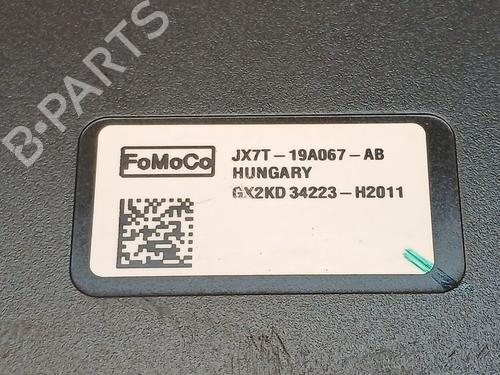 B-PARTS
FoMoCo
JX7T-19A067-AB
HUNGARY
GX2KD 34223-H2011